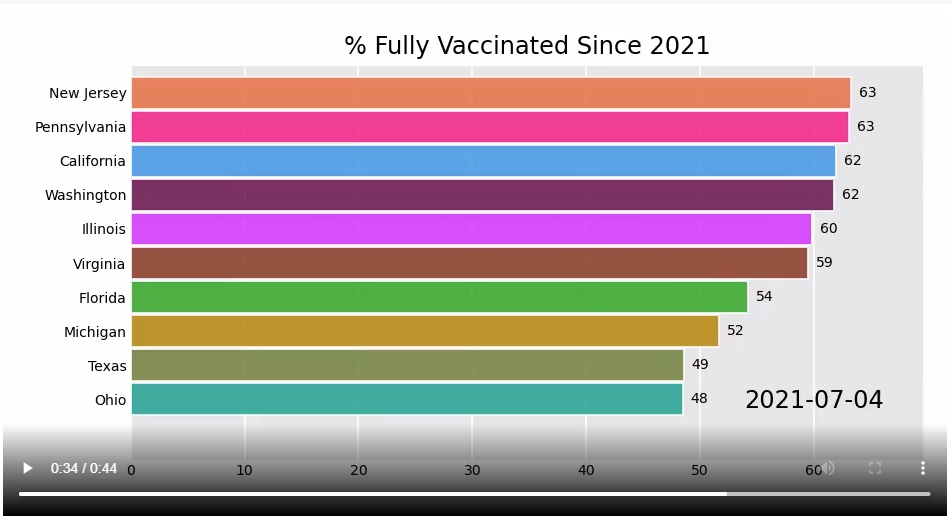 % Fully Vaccinated Since 2021
New Jersey 63
Pennsylvania 63
California 62
Washington 62
Illinois 60
Virginia 59
Florida 54
Michigan 52
Texas 49
Ohio 48
2021-07-04
0:34 / 0:44
0 10 20 30 40 50 60